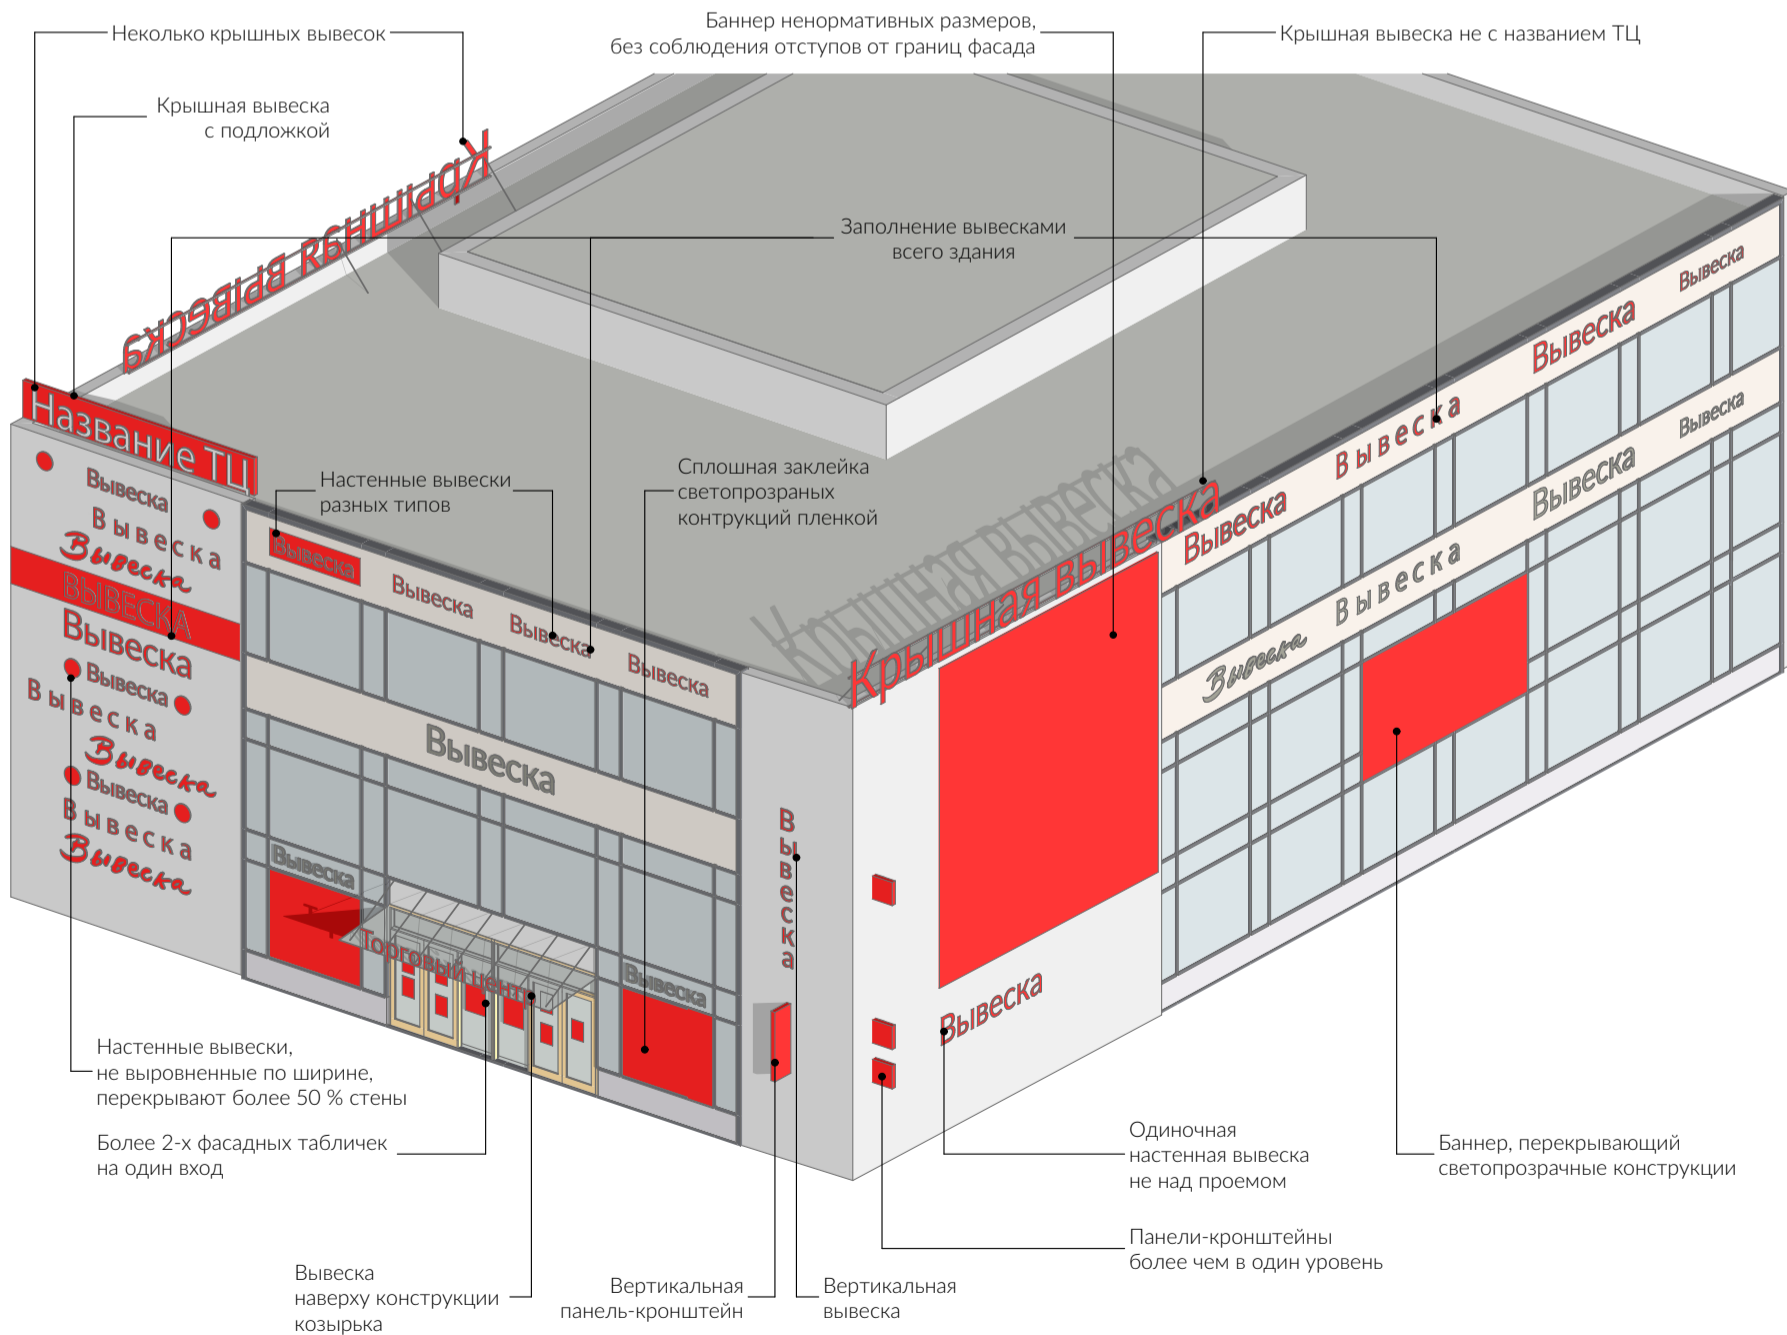 Неколько крышных вывесок
Баннер ненормативных размеров,
без соблюдения отступов от границ фасада
Крышная вывеска не с названием ТЦ
Крышная вывеска
с подложкой
Крышная вывеска
Заполнение вывесками
всего здания
Название ТЦ
Настенные вывески
разных типов
Сплошная заклейка
светопрозраных
контрукций пленкой
Вывеска
Вывеска
Вывеска
ВЫВЕСКА
Вывеска
Вывеска
Вывеска
Вывеска
Вывеска
Вывеска
Вывеска
Вывеска
Вывеска
Вывеска
Вывеска
Вывеска
Вывеска
Вывеска
Торговый центр
Вывеска
Вывеска
Крышная вывеска
Крышная вывеска
Вывеска
Вывеска
Вывеска
Вывеска
Вывеска
Вывеска
Вывеска
Вывеска
Вывеска
Настенные вывески,
не выровненные по ширине,
перекрывают более 50 % стены
Более 2-х фасадных табличек
на один вход
Вывеска
наверху конструкции
козырька
Вертикальная
панель-кронштейн
Вертикальная
вывеска
Одиночная
настенная вывеска
не над проемом
Панели-кронштейны
более чем в один уровень
Баннер, перекрывающий
светопрозрачные конструкции